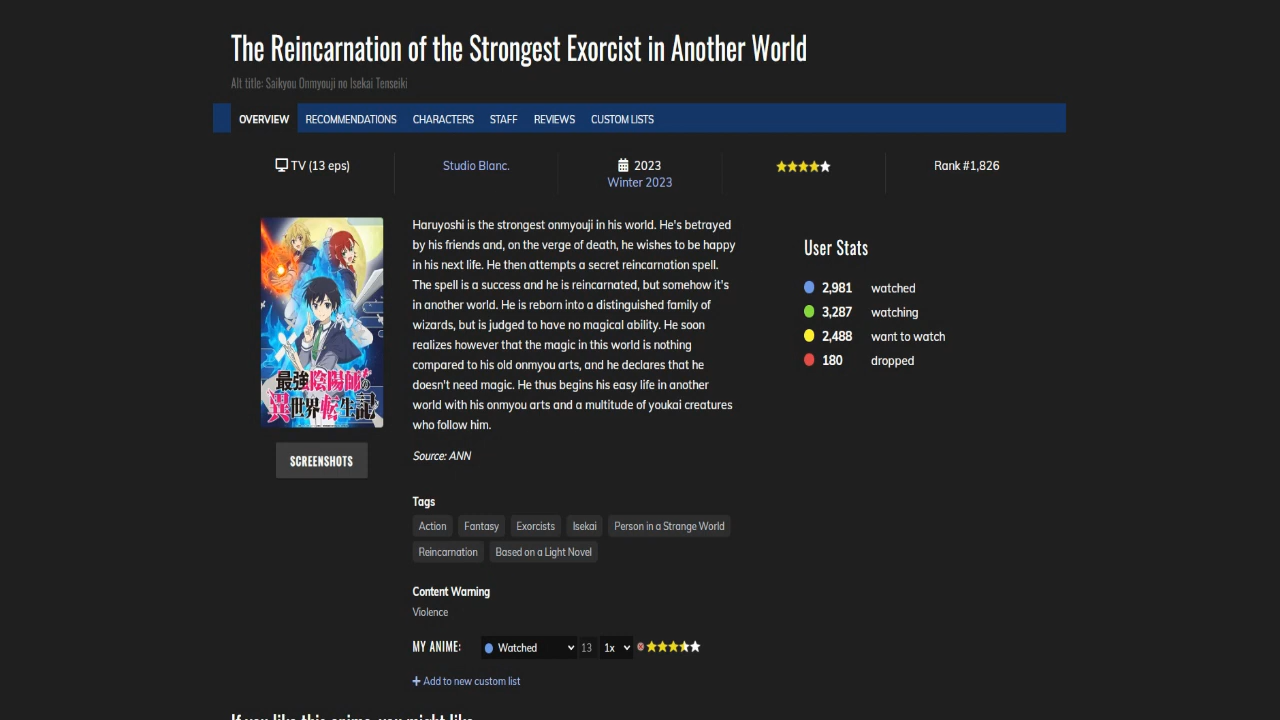 The Reincarnation of the Strongest Exorcist in Another World
Alt title: Saikyou Onmyouji no Isekai Tenseiki
OVERVIEW RECOMMENDATIONS CHARACTERS STAFF REVIEWS CUSTOM LISTS
TV (13 eps)
Studio Blanc.
2023
Winter 2023
Rank #1,826
最強陰陽師の
異世界転生記
SCREENSHOTS
Haruyoshi is the strongest onmyouji in his world. He's betrayed
by his friends and, on the verge of death, he wishes to be happy
in his next life. He then attempts a secret reincarnation spell.
The spell is a success and he is reincarnated, but somehow it's
in another world. He is reborn into a distinguished family of
wizards, but is judged to have no magical ability. He soon
realizes however that the magic in this world is nothing
compared to his old onmyou arts, and he declares that he
doesn't need magic. He thus begins his easy life in another
world with his onmyou arts and a multitude of youkai creatures
who follow him.
Source: ANN
User Stats
2,981 watched
3,287 watching
2,488 want to watch
180 dropped
Tags
Action Fantasy Exorcists Isekai Person in a Strange World
Reincarnation Based on a Light Novel
Content Warning
Violence
MY ANIME: Watched 13 1x
+ Add to new custom list
If you like this anime, you might like